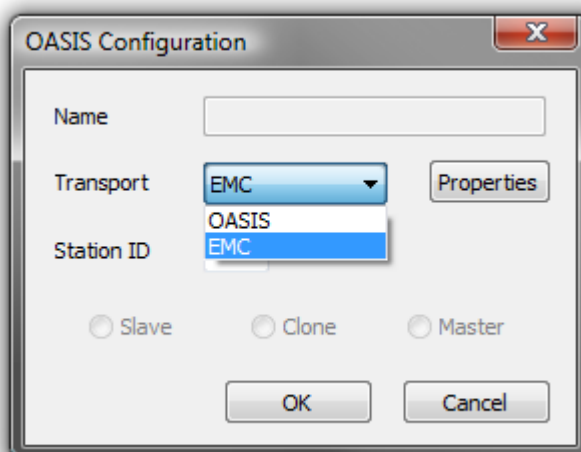 OASIS Configuration
Name
Transport EMC Properties
OASIS
EMC
Station ID
Slave Clone Master
OK Cancel